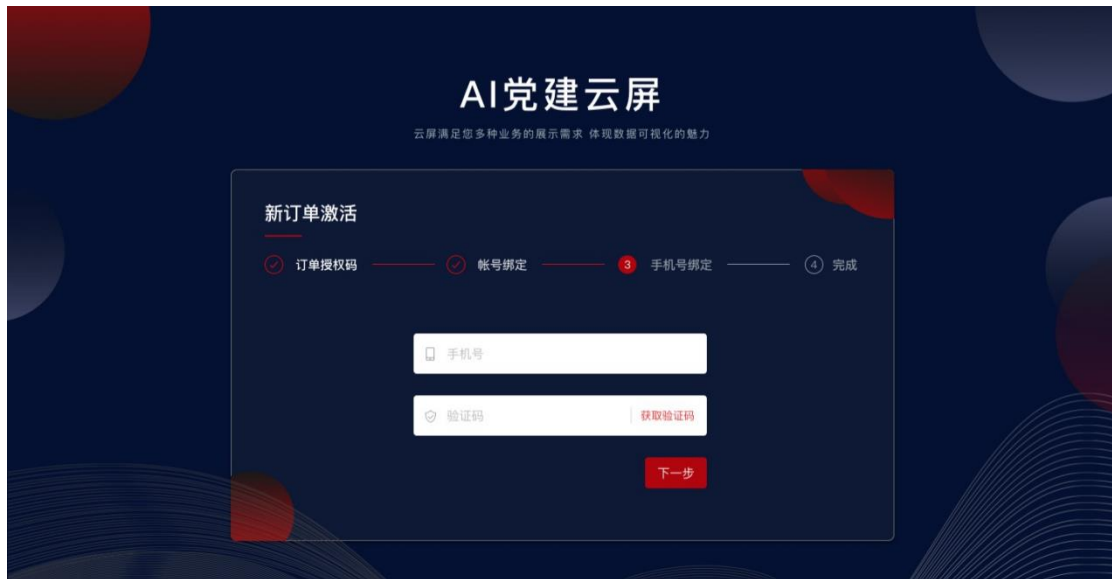 AI党建云屏
云屏满足您多种业务的展示需求 体现数据可视化的魅力
新订单激活
订单授权码 帐号绑定 3 手机号绑定 4 完成
手机号
验证码 获取验证码
下一步